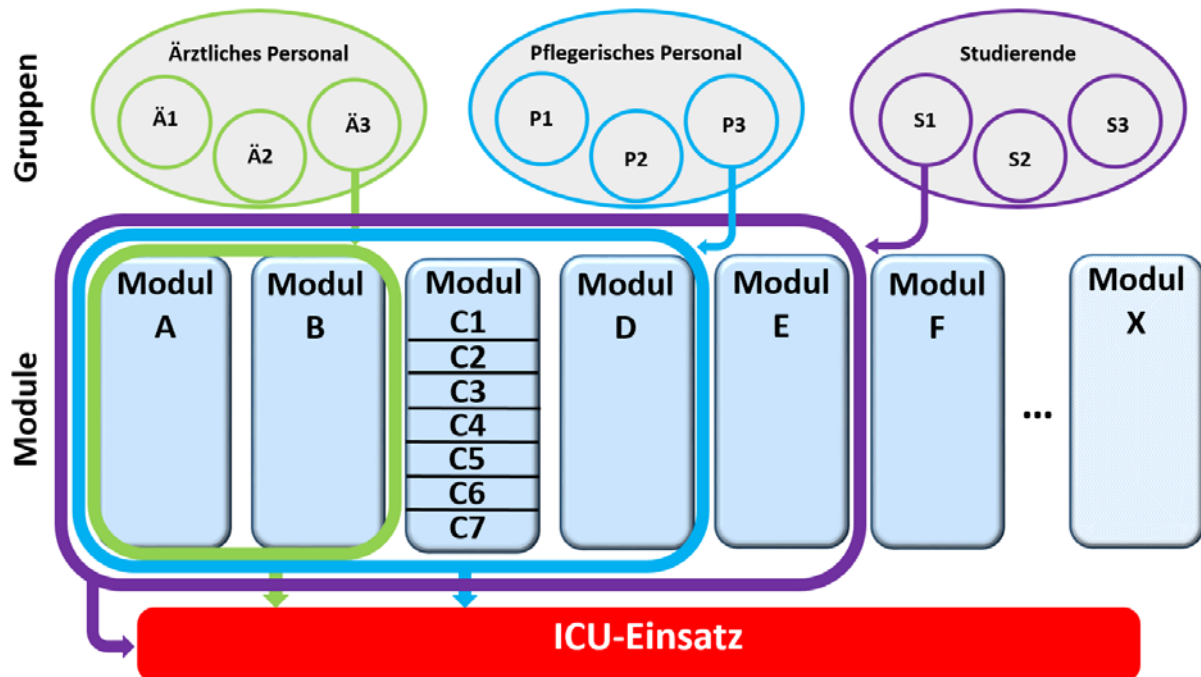 Gruppen
Ärztliches Personal
Ä1
Ä2
Ä3
Pflegerisches Personal
P1
P2
P3
Studierende
S1
S2
S3
Module
Modul
A
Modul
B
Modul
C1
C2
C3
C4
C5
C6
C7
Modul
D
Modul
E
Modul
F
...
Modul
X
ICU-Einsatz